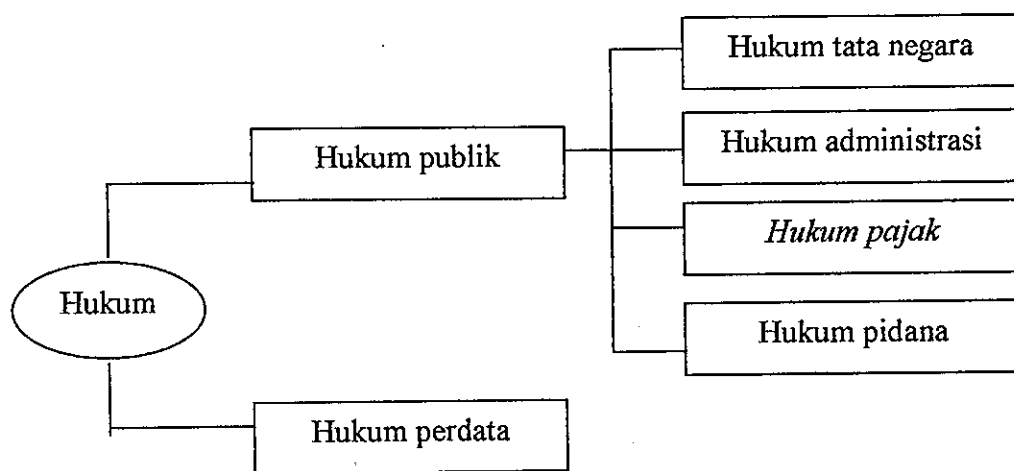 Hukum tata negara
Hukum publik
Hukum administrasi
Hukum pajak
Hukum
Hukum pidana
Hukum perdata